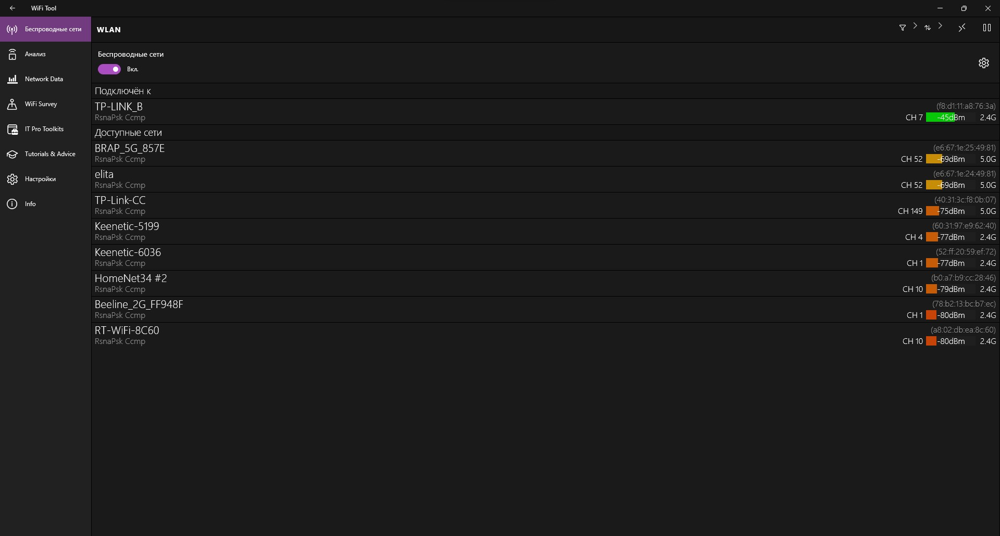 WiFi Tool
Беспроводные сети
Анализ
Network Data
WiFi Survey
IT Pro Toolkits
Tutorials & Advice
Настройки
Info
WLAN
Беспроводные сети
Вкл.
Подключён к
TP-LINK_B (f8:d1:11:a8:76:3a)
RsnaPsk Ccmp CH 7 -45dBm 2.4G
Доступные сети
BRAP_5G_857E (e6:67:1e:25:49:81)
RsnaPsk Ccmp CH 52 -69dBm 5.0G
elita (e6:67:1e:24:49:81)
RsnaPsk Ccmp CH 52 -69dBm 5.0G
TP-Link-CC (40:31:3c:f8:0b:07)
RsnaPsk Ccmp CH 149 -75dBm 5.0G
Keenetic-5199 (60:31:97:e9:62:40)
RsnaPsk Ccmp CH 4 -77dBm 2.4G
Keenetic-6036 (52:ff:20:59:ef:72)
RsnaPsk Ccmp CH 1 -77dBm 2.4G
HomeNet34 #2 (b0:a7:b9:cc:28:46)
RsnaPsk Ccmp CH 10 -79dBm 2.4G
Beeline_2G_FF948F (78:b2:13:bc:b7:ec)
RsnaPsk Ccmp CH 1 -80dBm 2.4G
RT-WiFi-8C60 (a8:02:db:ea:8c:60)
RsnaPsk Ccmp CH 10 -80dBm 2.4G